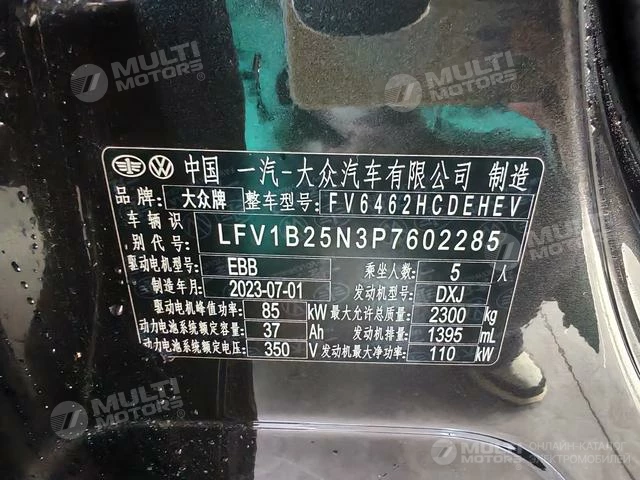 MULTI MOTORS®
MULTI MOTORS®
中国 一汽-大众汽车有限公司 制造
品牌: 大众牌 整车型号: FV6462HCDEHEV
车辆识别代号: LFV1B25N3P7602285
驱动电机型号: EBB 乘坐人数: 5 人
制造年月: 2023-07-01 发动机型号: DXJ
驱动电机峰值功率: 85 kW 最大允许总质量: 2300 kg
动力电池系统额定容量: 37 Ah 发动机排量: 1395 mL
动力电池系统额定电压: 350 V 发动机最大净功率: 110 kW
MULTI MOTORS®
MULTI MOTORS
ОНЛАЙН-КАТАЛОГ
ЭЛЕКТРОМОБИЛЕЙ